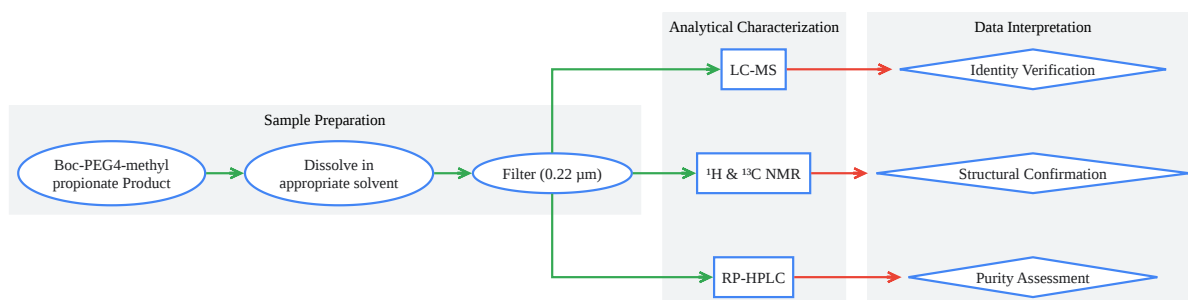 Analytical Characterization
Data Interpretation
LC-MS
Identity Verification
Sample Preparation
Boc-PEG4-methyl
propionate Product
Dissolve in
appropriate solvent
Filter (0.22 µm)
¹H & ¹³C NMR
Structural Confirmation
RP-HPLC
Purity Assessment